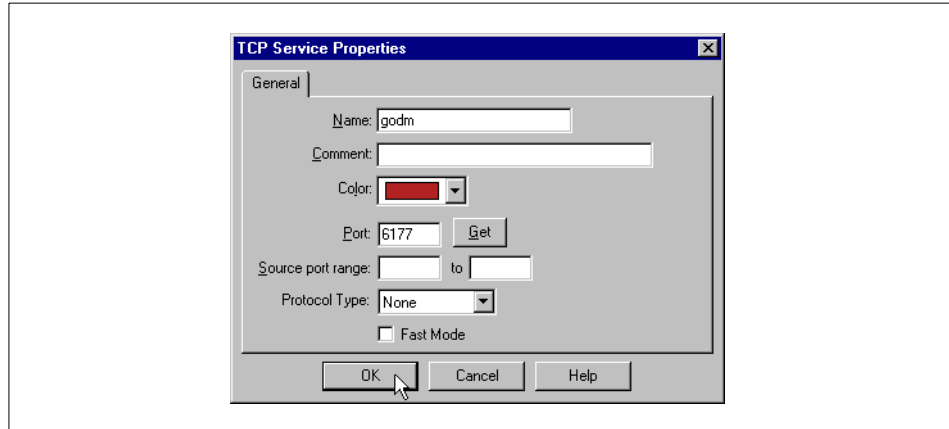 TCP Service Properties
General
Name: godm
Comment:
Color:
Port: 6177 Get
Source port range: to
Protocol Type: None
Fast Mode
OK Cancel Help